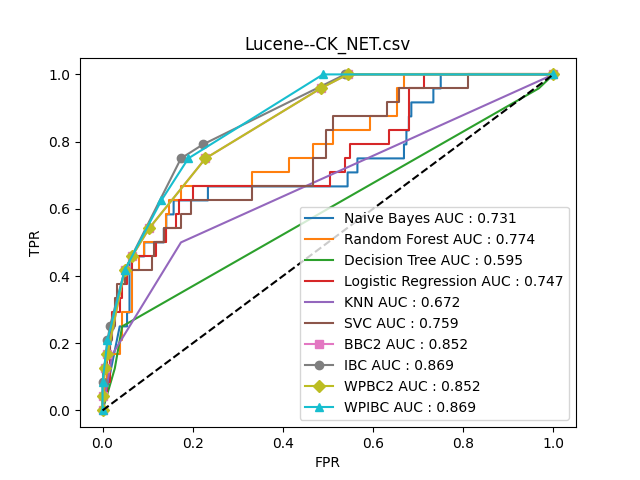 Lucene--CK_NET.csv
1.0
0.8
0.6
0.4
0.2
0.0
TPR
Naive Bayes AUC : 0.731
Random Forest AUC : 0.774
Decision Tree AUC : 0.595
Logistic Regression AUC : 0.747
KNN AUC : 0.672
SVC AUC : 0.759
BBC2 AUC : 0.852
IBC AUC : 0.869
WPBC2 AUC : 0.852
WPIBC AUC : 0.869
0.0 0.2 0.4 0.6 0.8 1.0
FPR